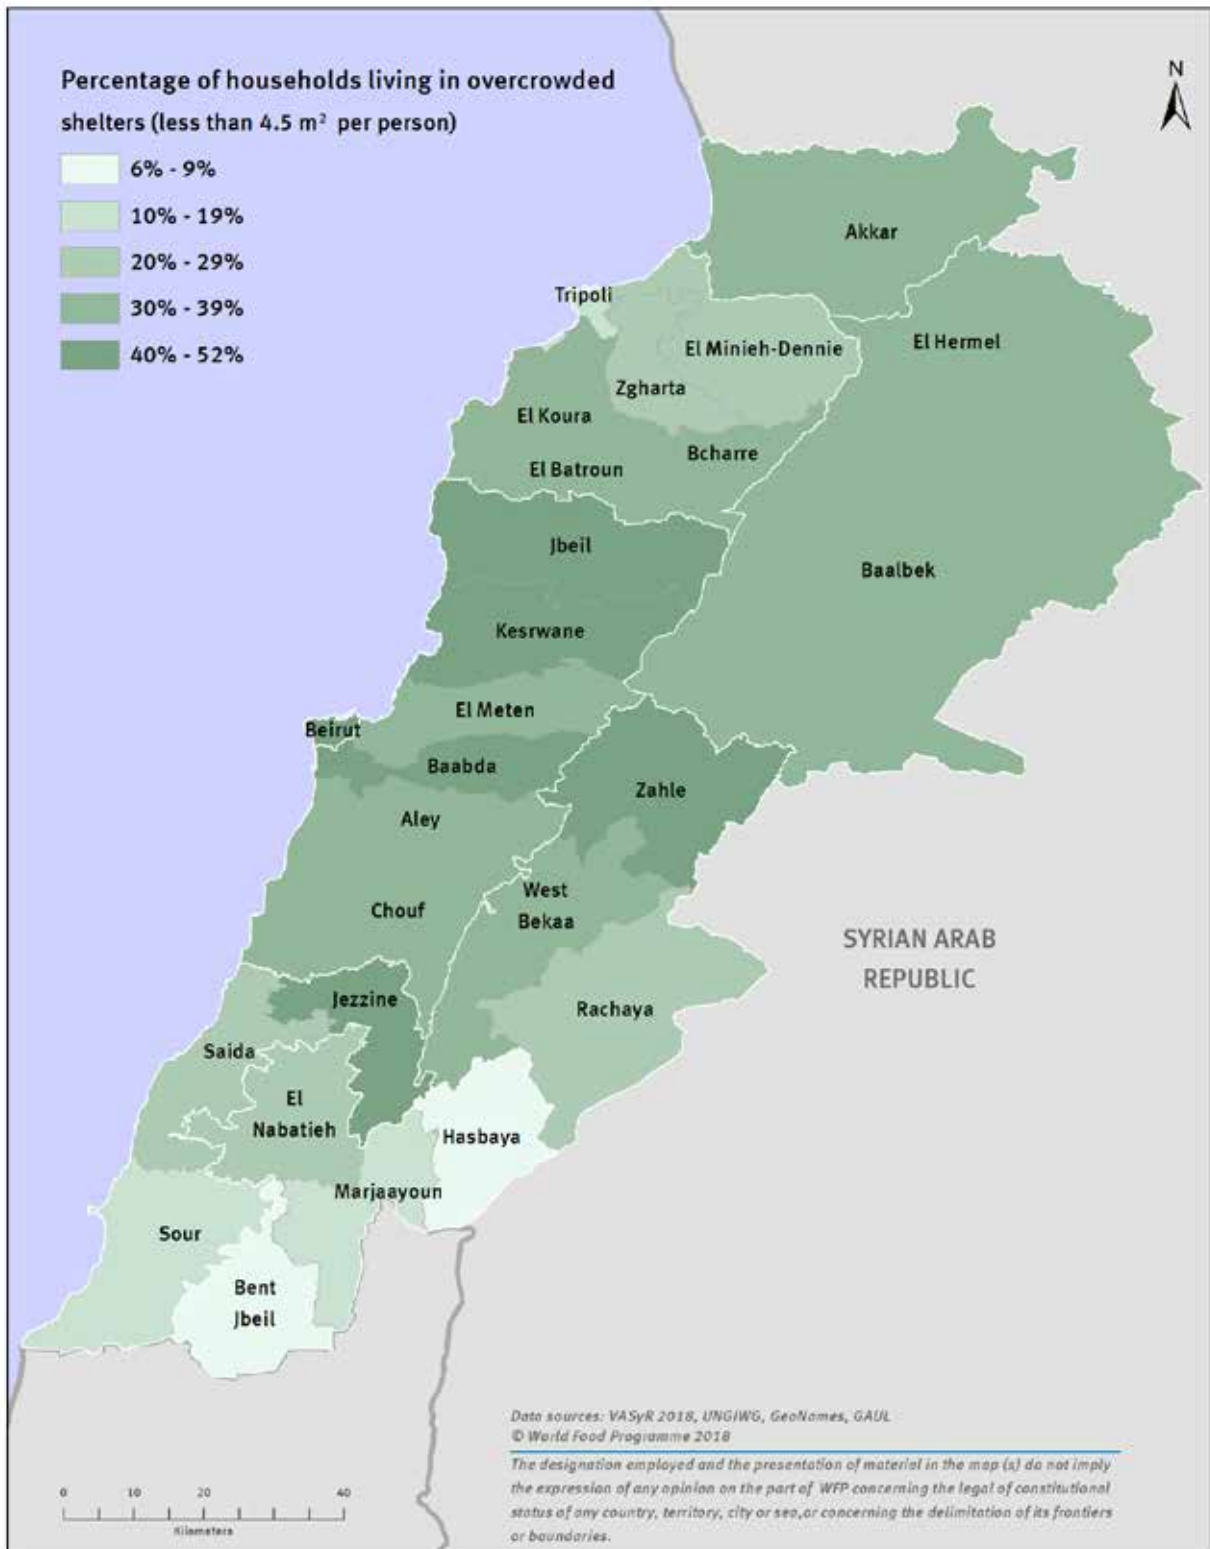 Percentage of households living in overcrowded
shelters (less than 4.5 m² per person)
6% - 9%
10% - 19%
20% - 29%
30% - 39%
40% - 52%
N
Akkar
Tripoli
El Hermel
El Minieh-Dennie
Zgharta
El Koura
Bcharre
El Batroun
Jbeil
Baalbek
Kesrwane
El Meten
Beirut
Baabda
Zahle
Aley
West
Bekaa
Chouf
SYRIAN ARAB
REPUBLIC
Jezzine
Rachaya
Saida
El
Nabatieh
Hasbaya
Marjaayoun
Sour
Bent
Jbeil
Data sources: VASyR 2018, UNGIWG, GeoNames, GAUL
© World Food Programme 2018
The designation employed and the presentation of material in the map (s) do not imply
the expression of any opinion on the part of WFP concerning the legal of constitutional
status of any country, territory, city or sea,or concerning the delimitation of its frontiers
or boundaries.
0 10 20 40
Kilometers